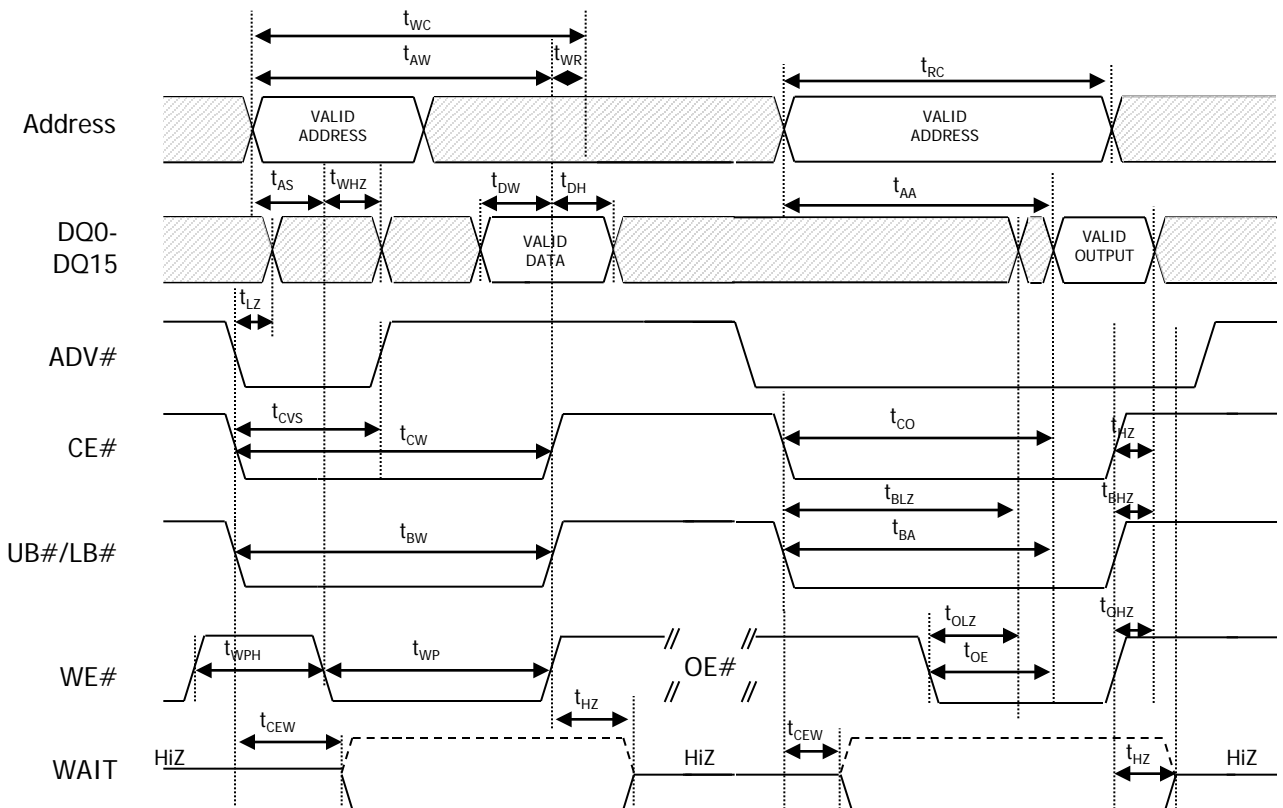 tWC
tAW
tWR
tRC
Address
VALID
ADDRESS
VALID
ADDRESS
tAS
tWHZ
tDW
tDH
tAA
DQ0-
DQ15
VALID
DATA
VALID
OUTPUT
tLZ
ADV#
tCVS
tCW
tCO
tHZ
CE#
tBLZ
tBHZ
UB#/LB#
tBW
tBA
tOLZ
tOHZ
tWPH
tWP
OE#
tOE
WE#
tCEW
tHZ
tCEW
HiZ
HiZ
tHZ
HiZ
WAIT